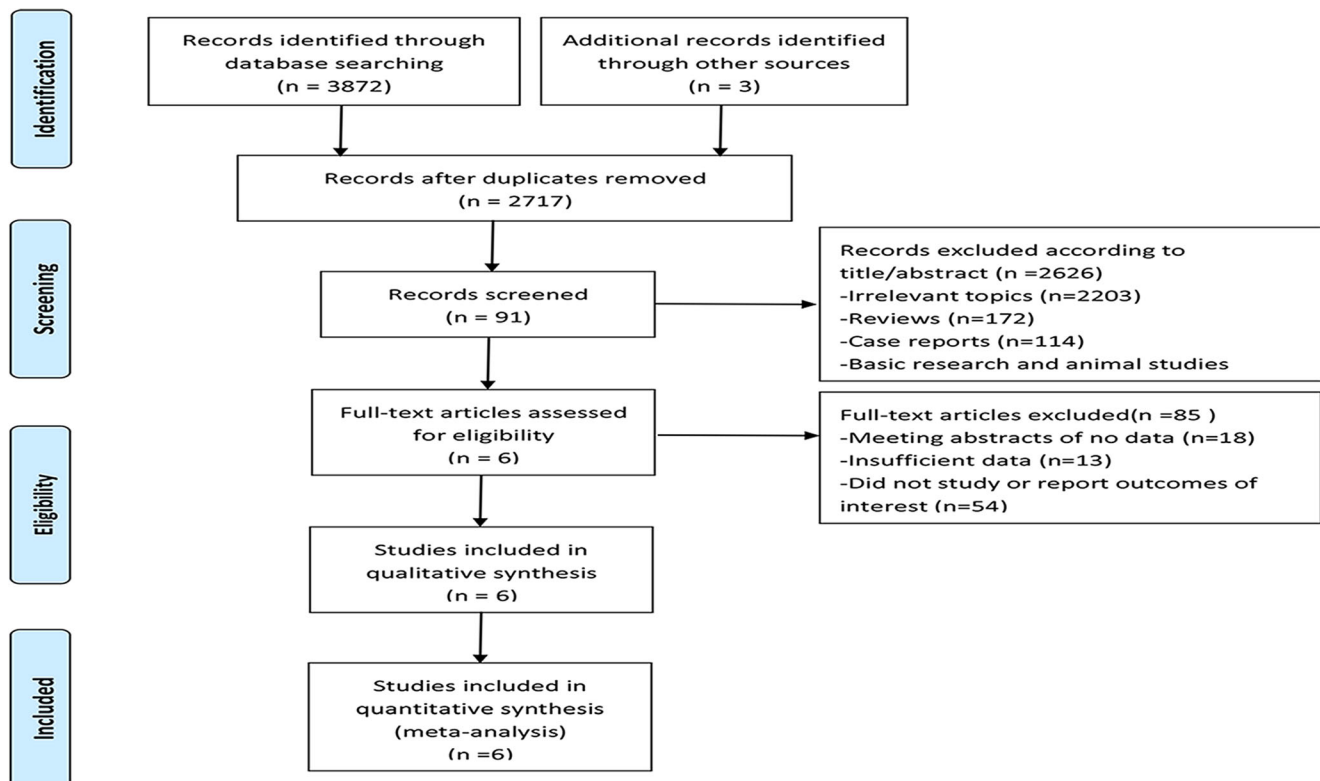 Identification
Records identified through
database searching
(n = 3872)
Additional records identified
through other sources
(n = 3)
Records after duplicates removed
(n = 2717)
Screening
Records screened
(n = 91)
Records excluded according to
title/abstract (n =2626)
-Irrelevant topics (n=2203)
-Reviews (n=172)
-Case reports (n=114)
-Basic research and animal studies
Eligibility
Full-text articles assessed
for eligibility
(n = 6)
Full-text articles excluded(n =85 )
-Meeting abstracts of no data (n=18)
-Insufficient data (n=13)
-Did not study or report outcomes of
interest (n=54)
Studies included in
qualitative synthesis
(n = 6)
Included
Studies included in
quantitative synthesis
(meta-analysis)
(n =6)